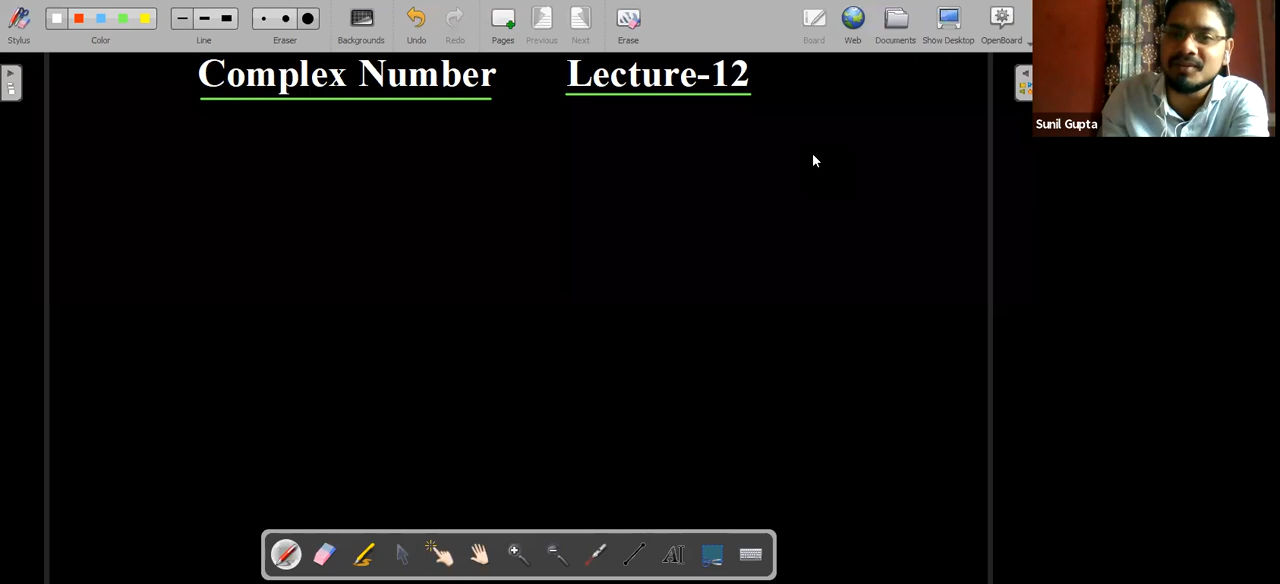 Stylus Color Line Eraser Backgrounds Undo Redo Pages Previous Next Erase Board Web Documents Show Desktop OpenBoard
Complex Number Lecture-12
Sunil Gupta
AI